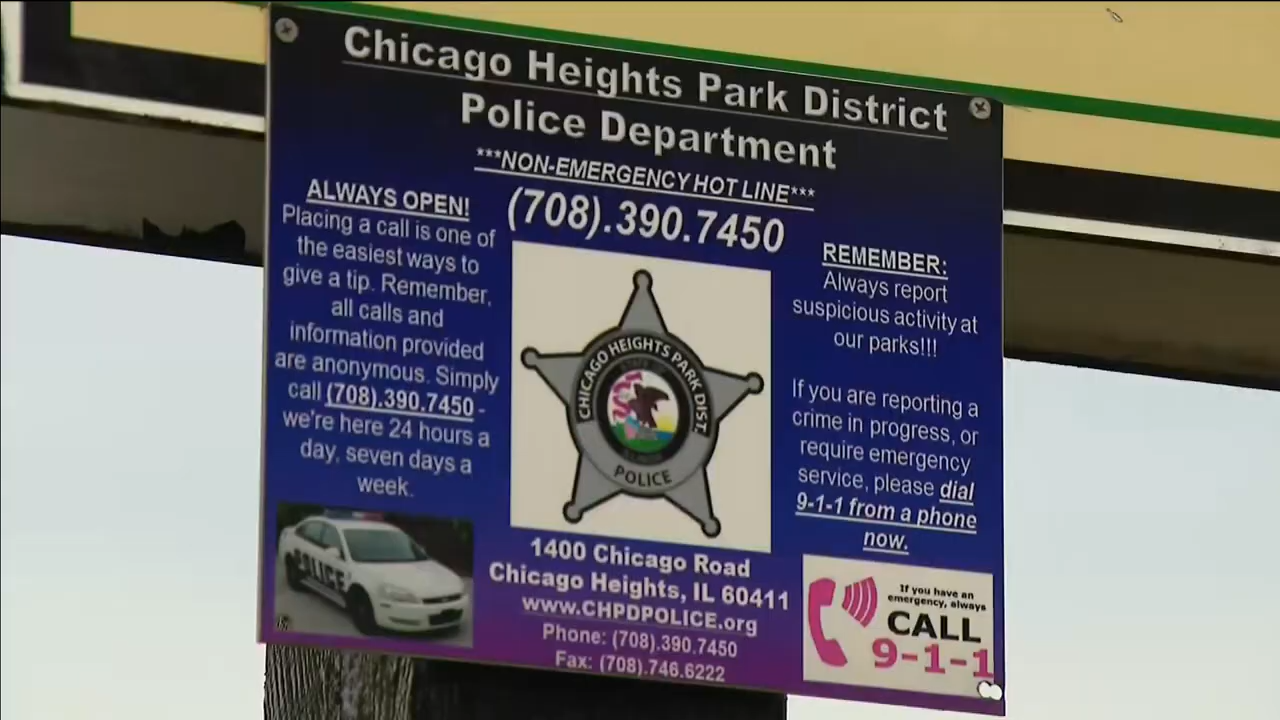 Chicago Heights Park District
Police Department
***NON-EMERGENCY HOT LINE***
(708).390.7450
ALWAYS OPEN!
Placing a call is one of
the easiest ways to
give a tip. Remember,
all calls and
information provided
are anonymous. Simply
call (708).390.7450 -
we're here 24 hours a
day, seven days a
week.
POLICE
CHICAGO HEIGHTS PARK DIST.
POLICE
1400 Chicago Road
Chicago Heights, IL 60411
www.CHPDPOLICE.org
Phone: (708).390.7450
Fax: (708).746.6222
REMEMBER:
Always report
suspicious activity at
our parks!!!
If you are reporting a
crime in progress, or
require emergency
service, please dial
9-1-1 from a phone
now.
If you have an
emergency, always
CALL
9-1-1